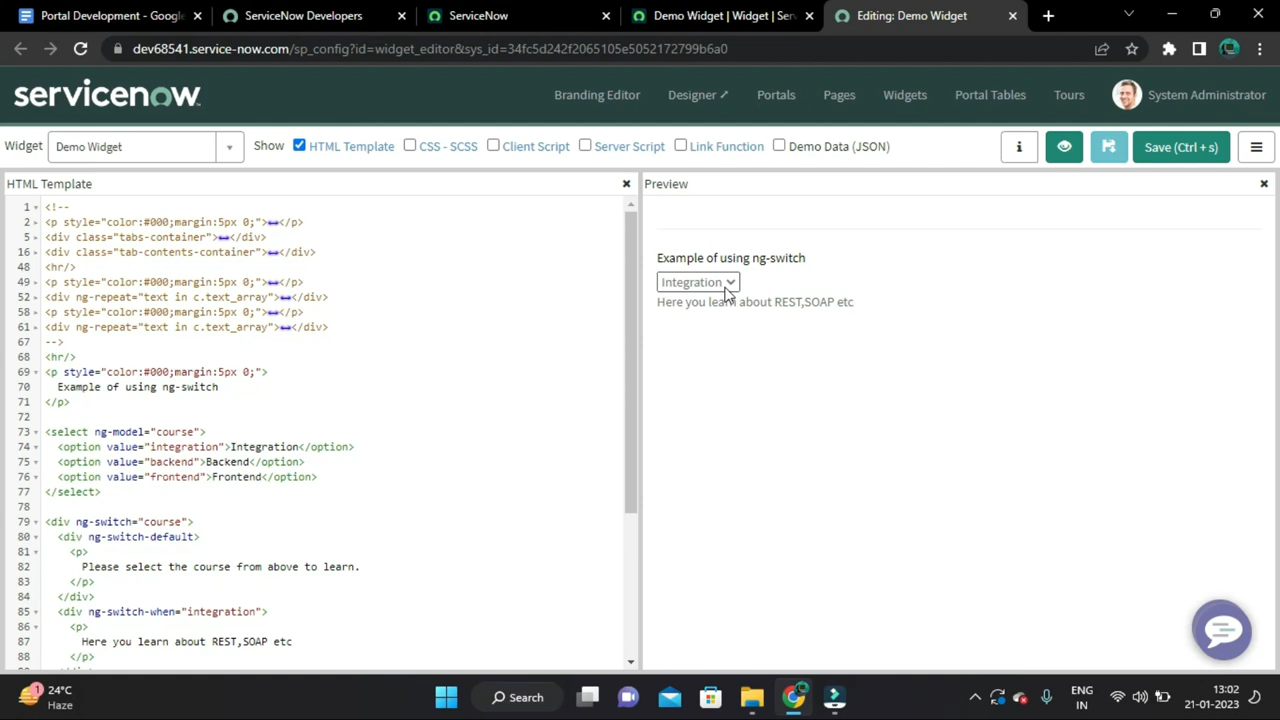 Portal Development - Google
ServiceNow Developers
ServiceNow
Demo Widget | Widget | Serv
Editing: Demo Widget
dev68541.service-now.com/sp_config?id=widget_editor&sys_id=34fc5d242f2065105e5052172799b6a0
servicenow
Branding Editor
Designer
Portals
Pages
Widgets
Portal Tables
Tours
System Administrator
Widget
Demo Widget
Show
HTML Template
CSS - SCSS
Client Script
Server Script
Link Function
Demo Data (JSON)
Save (Ctrl + s)
HTML Template
1 <!--
2 <p style="color:#000;margin:5px 0;"></p>
5 <div class="tabs-container"></div>
16 <div class="tab-contents-container"></div>
48 <hr/>
49 <p style="color:#000;margin:5px 0;"></p>
52 <div ng-repeat="text in c.text_array"></div>
58 <p style="color:#000;margin:5px 0;"></p>
61 <div ng-repeat="text in c.text_array"></div>
67 -->
68 <hr/>
69 <p style="color:#000;margin:5px 0;">
70 Example of using ng-switch
71 </p>
72
73 <select ng-model="course">
74 <option value="integration">Integration</option>
75 <option value="backend">Backend</option>
76 <option value="frontend">Frontend</option>
77 </select>
78
79 <div ng-switch="course">
80 <div ng-switch-default>
81 <p>
82 Please select the course from above to learn.
83 </p>
84 </div>
85 <div ng-switch-when="integration">
86 <p>
87 Here you learn about REST,SOAP etc
88 </p>
Preview
Example of using ng-switch
Integration
Here you learn about REST,SOAP etc
1
24°C
Haze
Search
ENG
IN
13:02
21-01-2023